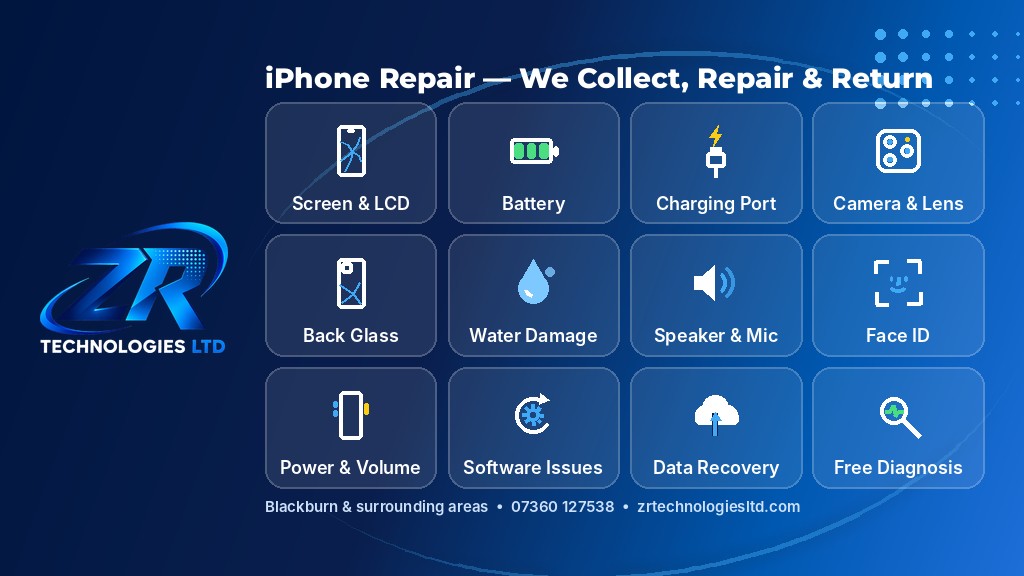 iPhone Repair — We Collect, Repair & Return
Screen & LCD
Battery
Charging Port
Camera & Lens
ZR
TECHNOLOGIES LTD
Back Glass
Water Damage
Speaker & Mic
Face ID
Power & Volume
Software Issues
Data Recovery
Free Diagnosis
Blackburn & surrounding areas • 07360 127538 • zrtechnologiesltd.com